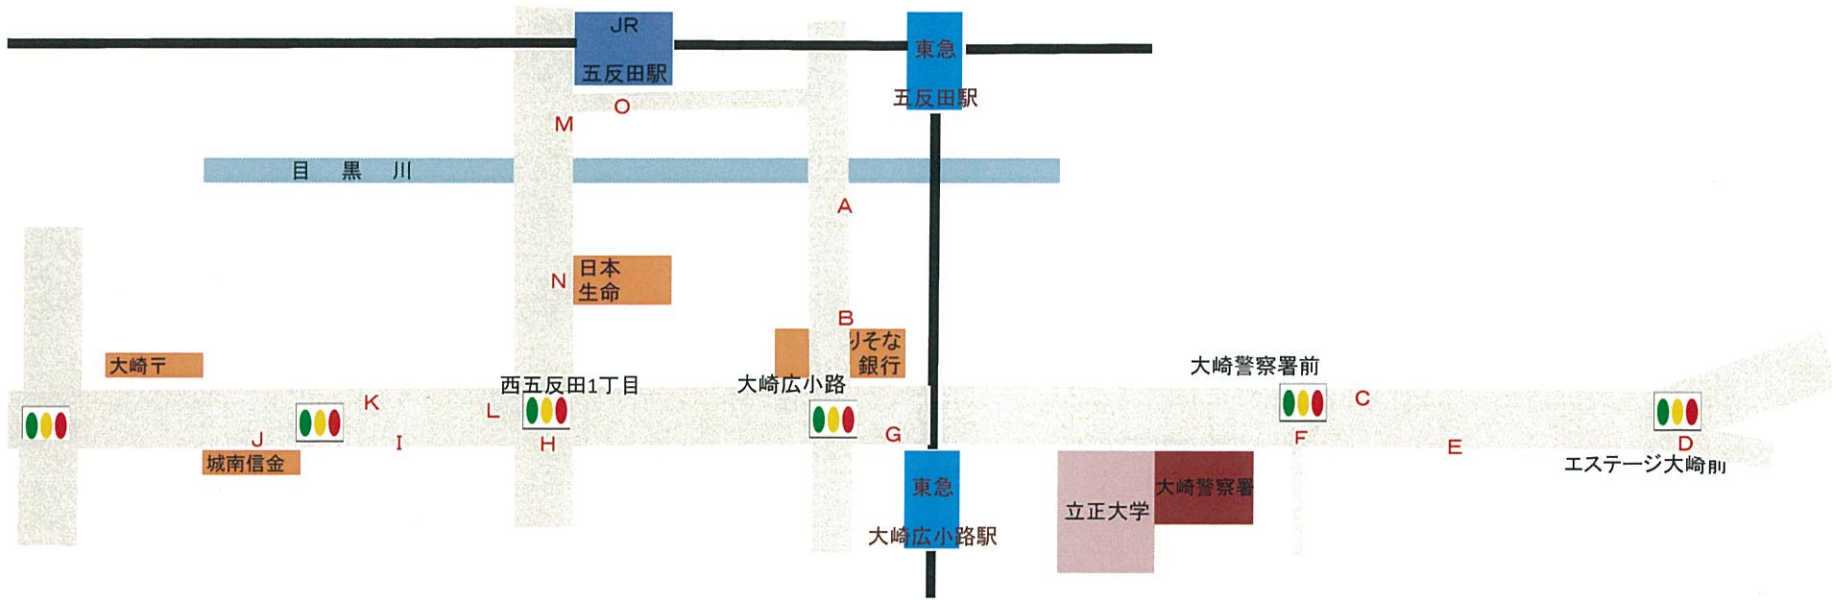 JR
五反田駅
東急
五反田駅
O
M
目 黒 川
A
N
日本
生命
B
りそな
銀行
大崎〒
西五反田1丁目
大崎広小路
大崎警察署前
K
L
C
J
I
H
G
F
E
D
城南信金
エステージ大崎前
東急
大崎広小路駅
立正大学
大崎警察署